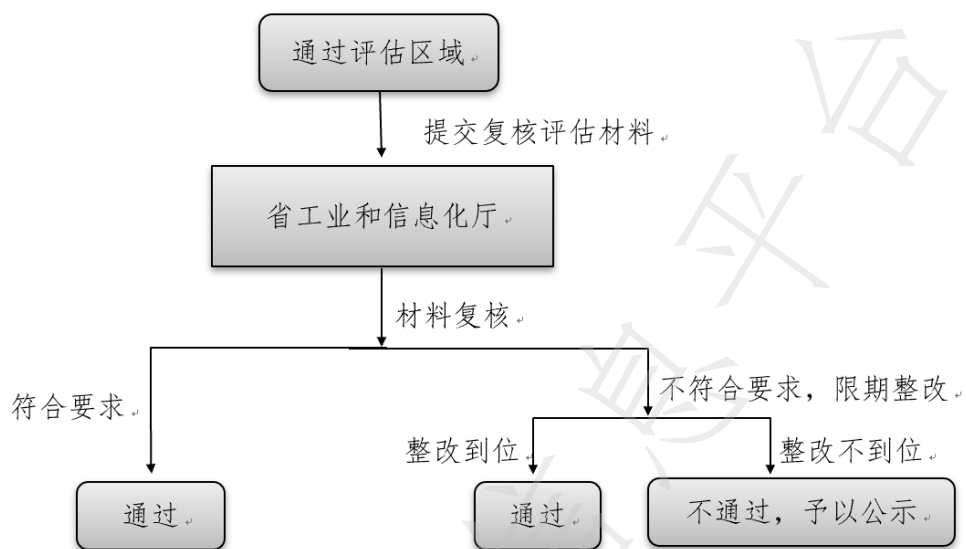 通过评估区域
提交复核评估材料
省工业和信息化厅
材料复核
符合要求
不符合要求，限期整改
整改到位
整改不到位
通过
通过
不通过，予以公示
息平台